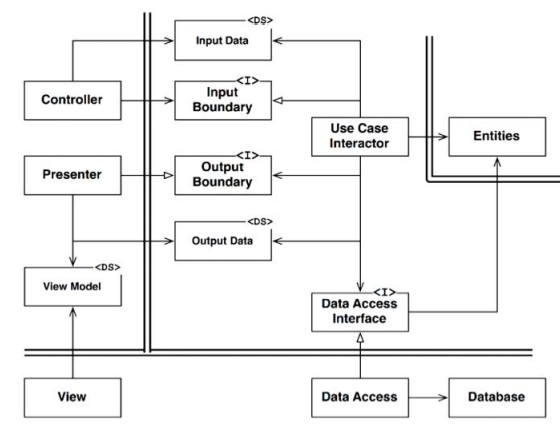 <DS>
Input Data
<I>
Controller
Input
Boundary
Use Case
Interactor
Entities
<I>
Presenter
Output
Boundary
<DS>
Output Data
<DS>
View Model
<I>
Data Access
Interface
View
Data Access
Database